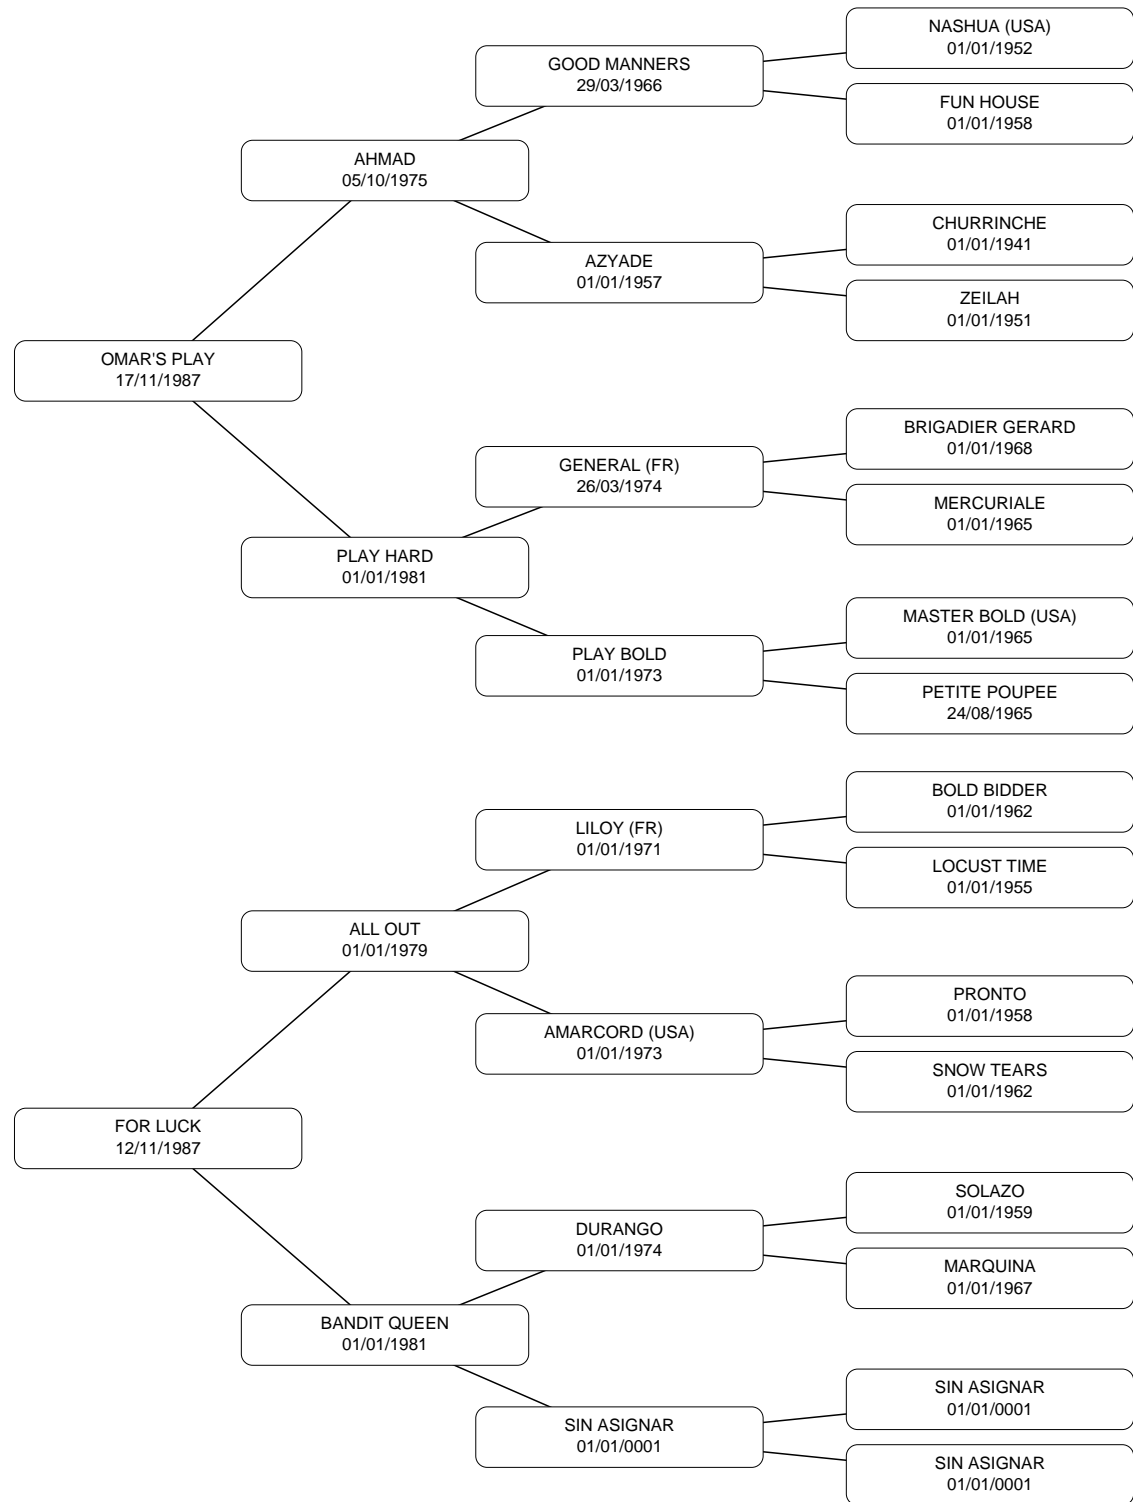 NASHUA (USA)
01/01/1952
GOOD MANNERS
29/03/1966
FUN HOUSE
01/01/1958
AHMAD
05/10/1975
CHURRINCHE
01/01/1941
AZYADE
01/01/1957
ZEILAH
01/01/1951
OMAR'S PLAY
17/11/1987
BRIGADIER GERARD
01/01/1968
GENERAL (FR)
26/03/1974
MERCURIALE
01/01/1965
PLAY HARD
01/01/1981
MASTER BOLD (USA)
01/01/1965
PLAY BOLD
01/01/1973
PETITE POUPEE
24/08/1965
BOLD BIDDER
01/01/1962
LILOY (FR)
01/01/1971
LOCUST TIME
01/01/1955
ALL OUT
01/01/1979
PRONTO
01/01/1958
AMARCORD (USA)
01/01/1973
SNOW TEARS
01/01/1962
FOR LUCK
12/11/1987
SOLAZO
01/01/1959
DURANGO
01/01/1974
MARQUINA
01/01/1967
BANDIT QUEEN
01/01/1981
SIN ASIGNAR
01/01/0001
SIN ASIGNAR
01/01/0001
SIN ASIGNAR
01/01/0001